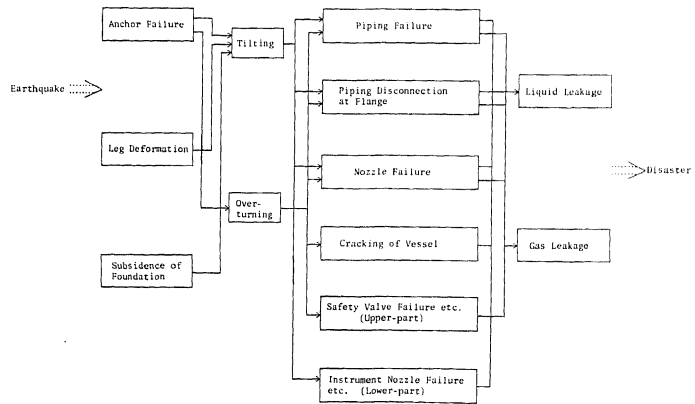 Anchor Failure
Earthquake
Leg Deformation
Subsidence of
Foundation
Tilting
Over-
turning
Piping Failure
Piping Disconnection
at Flange
Nozzle Failure
Cracking of Vessel
Safety Valve Failure etc.
(Upper-part)
Instrument Nozzle Failure
etc. (Lower-part)
Liquid Leakage
Gas Leakage
Disaster